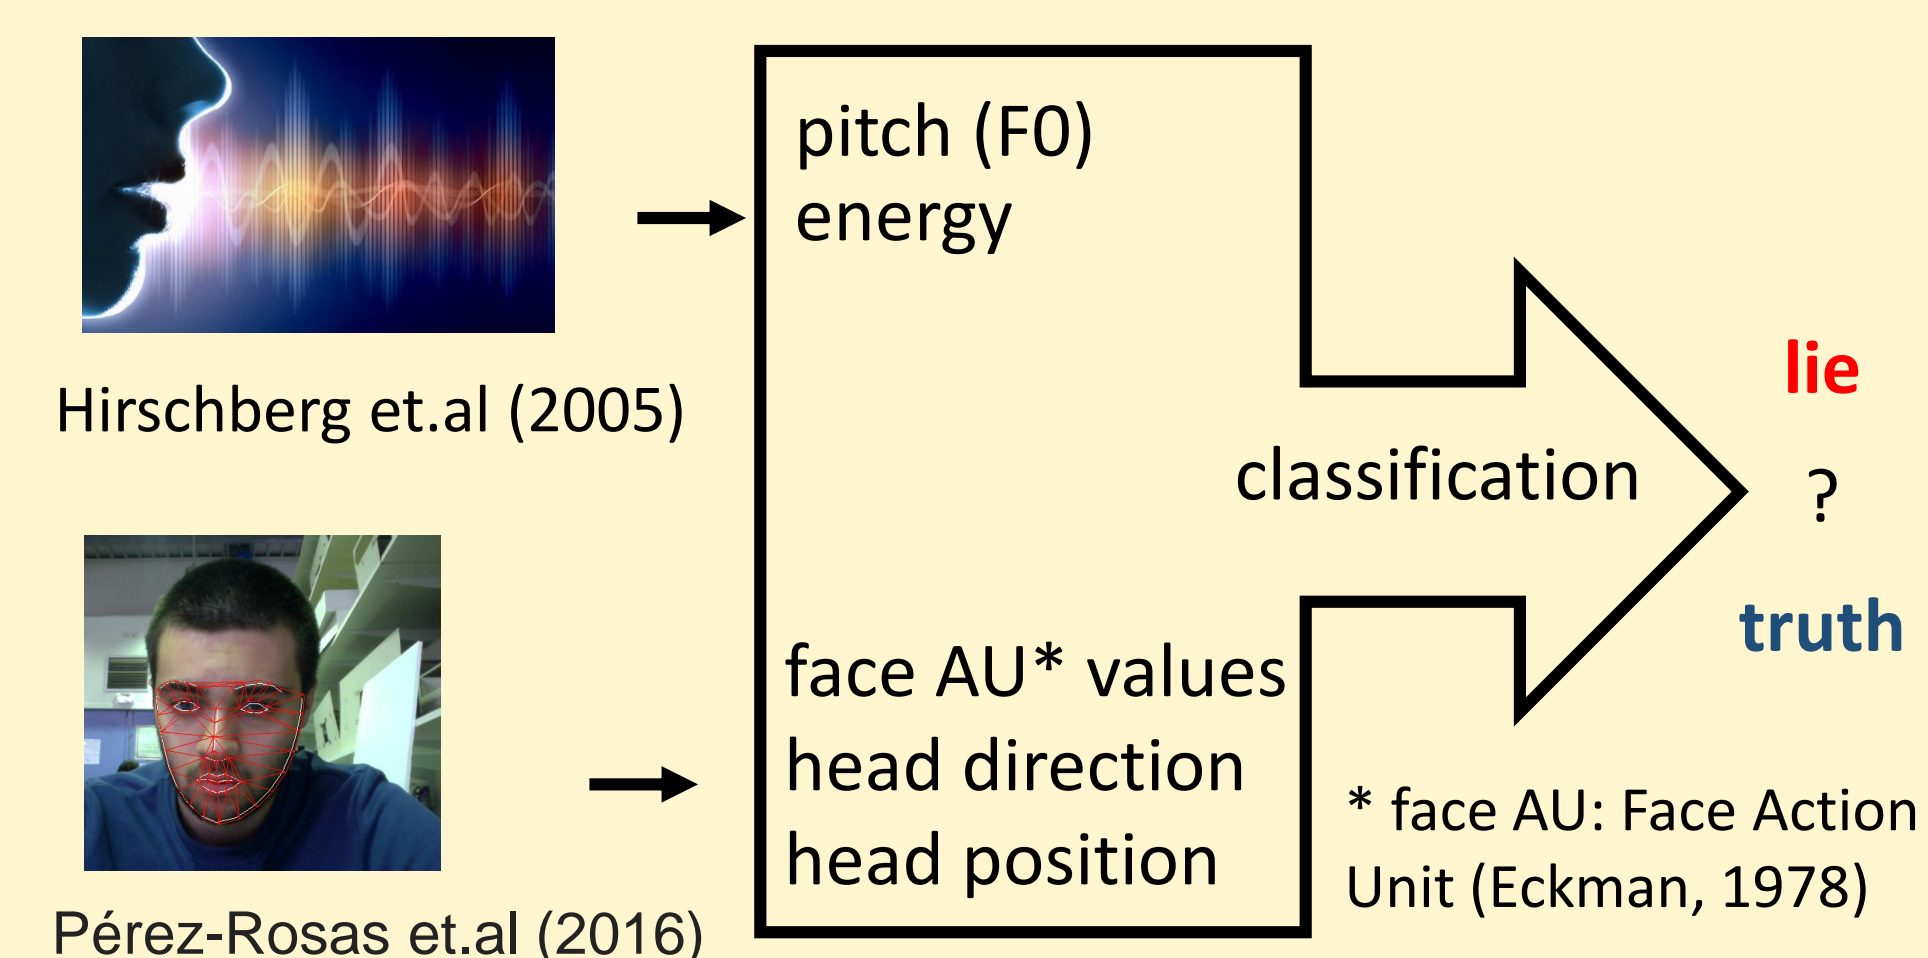 pitch (F0)
energy
Hirschberg et.al (2005)
lie
classification
?
truth
face AU* values
head direction
head position
* face AU: Face Action
Unit (Eckman, 1978)
Pérez-Rosas et.al (2016)